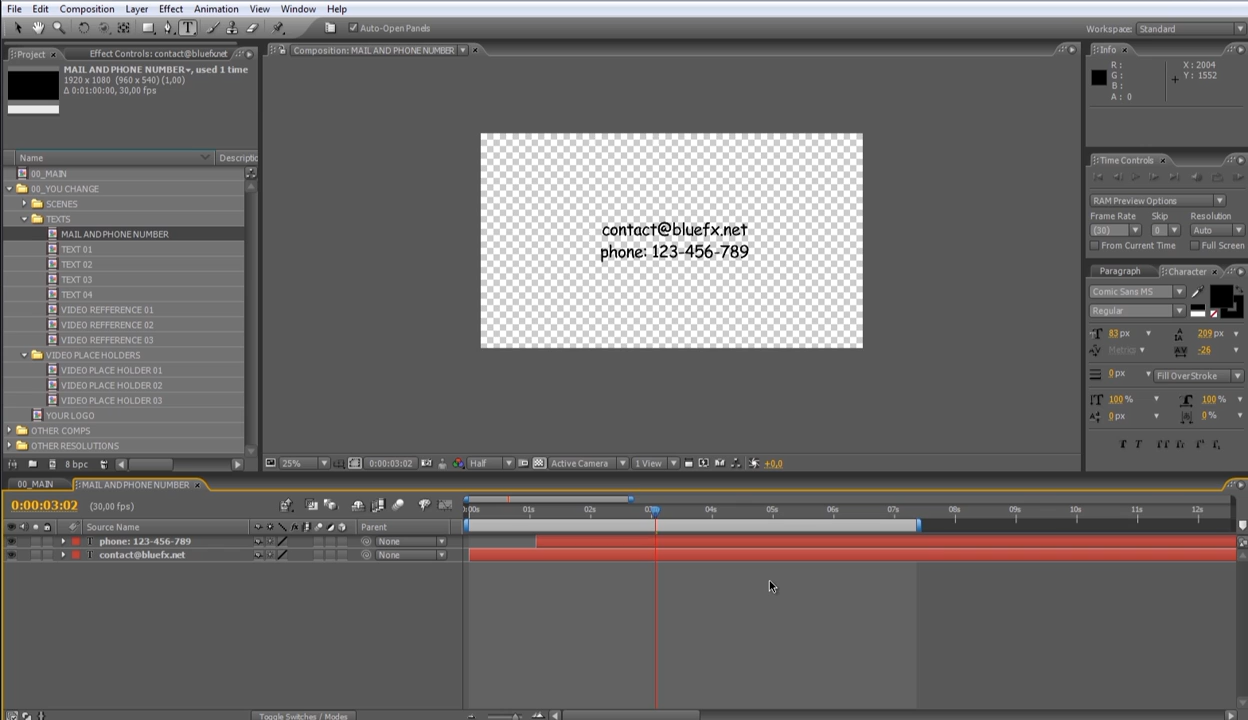 File Edit Composition Layer Effect Animation View Window Help
Auto-Open Panels
Workspace: Standard
Project Effect Controls: contact@bluefx.net
MAIL AND PHONE NUMBER, used 1 time
1920 x 1080 (960 x 540) (1,00)
Δ 0:01:00:00, 30,00 fps
Name Descriptio
00_MAIN
00_YOU CHANGE
SCENES
TEXTS
MAIL AND PHONE NUMBER
TEXT 01
TEXT 02
TEXT 03
TEXT 04
VIDEO REFFERENCE 01
VIDEO REFFERENCE 02
VIDEO REFFERENCE 03
VIDEO PLACE HOLDERS
VIDEO PLACE HOLDER 01
VIDEO PLACE HOLDER 02
VIDEO PLACE HOLDER 03
YOUR LOGO
OTHER COMPS
OTHER RESOLUTIONS
8 bpc
Composition: MAIL AND PHONE NUMBER
contact@bluefx.net
phone: 123-456-789
25% 0:00:03:02 Half Active Camera 1 View +0,0
Info
R :
G :
B :
A : 0
X : 2004
Y : 1552
Time Controls
RAM Preview Options
Frame Rate Skip Resolution
(30) 0 Auto
From Current Time Full Screen
Paragraph Character
Comic Sans MS
Regular
83 px 209 px
Metrics -26
0 px Fill Over Stroke
100 % 100 %
0 px 0 %
T T TT Tt T' T,
00_MAIN MAIL AND PHONE NUMBER
0:00:03:02 (30,00 fps)
00s 01s 02s 03s 04s 05s 06s 07s 08s 09s 10s 11s 12s
# Source Name Parent
T phone: 123-456-789 None
T contact@bluefx.net None
Toggle Switches / Modes